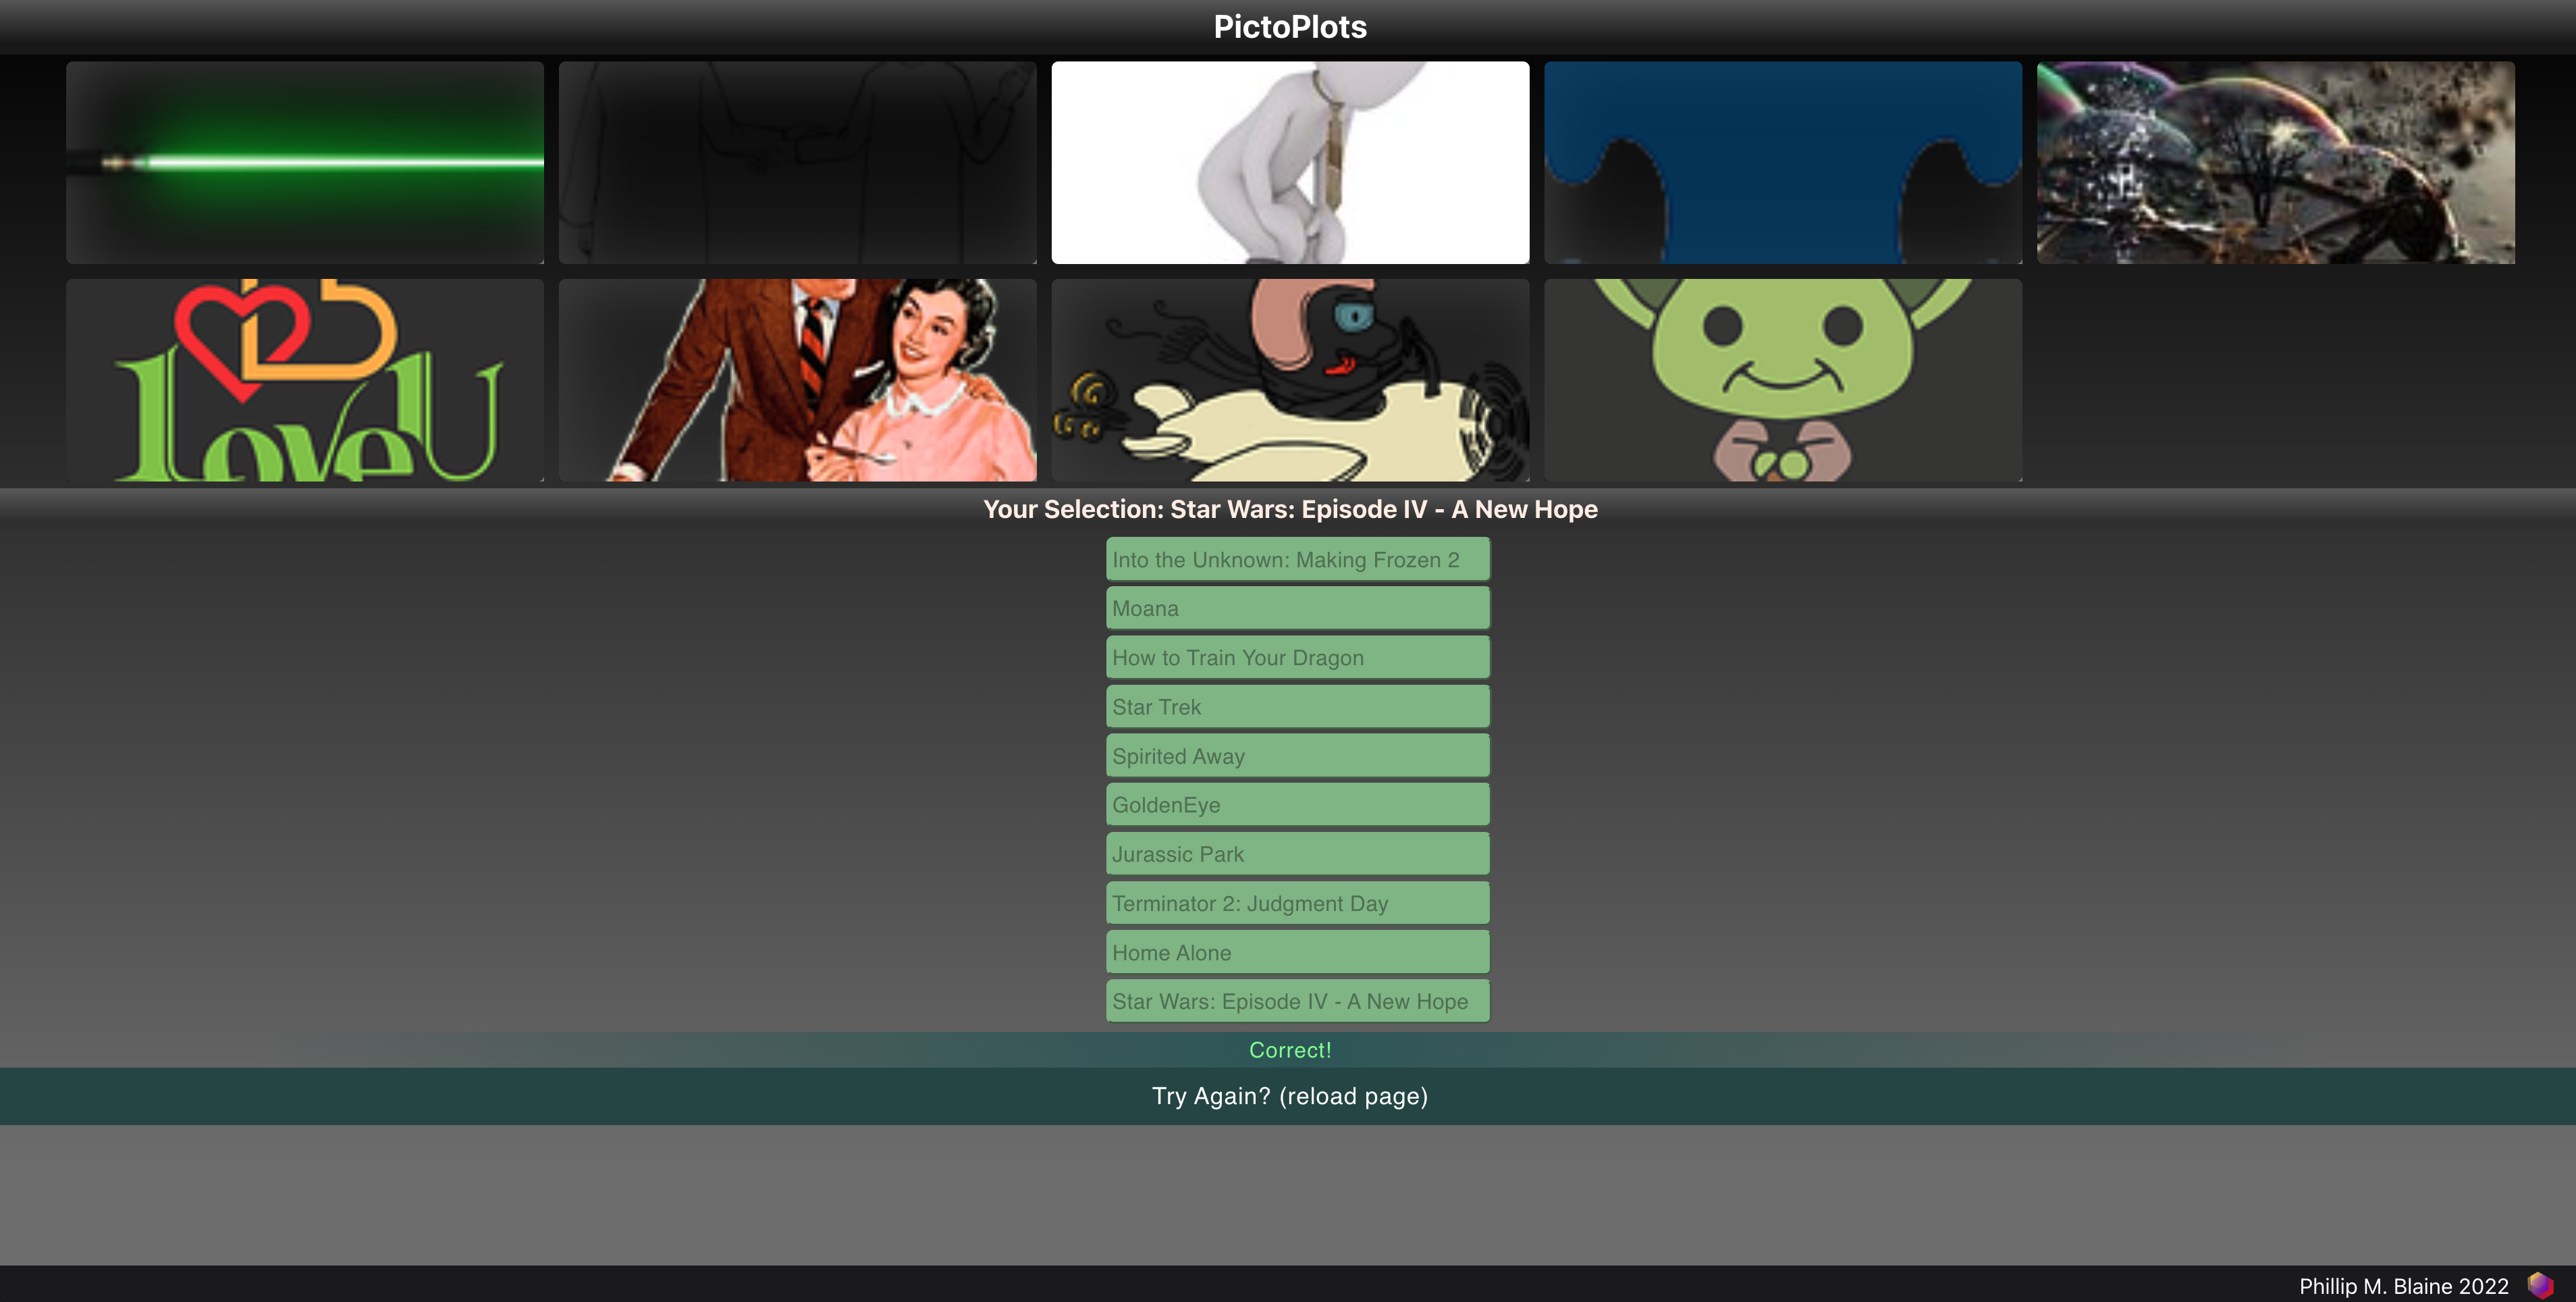 PictoPlots
Love U
Your Selection: Star Wars: Episode IV - A New Hope
Into the Unknown: Making Frozen 2
Moana
How to Train Your Dragon
Star Trek
Spirited Away
GoldenEye
Jurassic Park
Terminator 2: Judgment Day
Home Alone
Star Wars: Episode IV - A New Hope
Correct!
Try Again? (reload page)
Phillip M. Blaine 2022